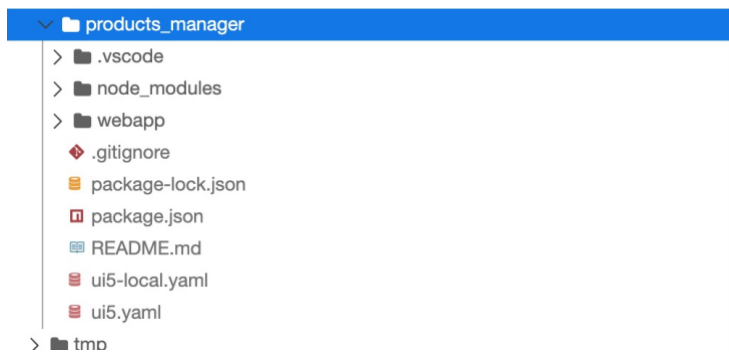 products_manager
.vscode
node_modules
webapp
.gitignore
package-lock.json
package.json
README.md
ui5-local.yaml
ui5.yaml
tmp